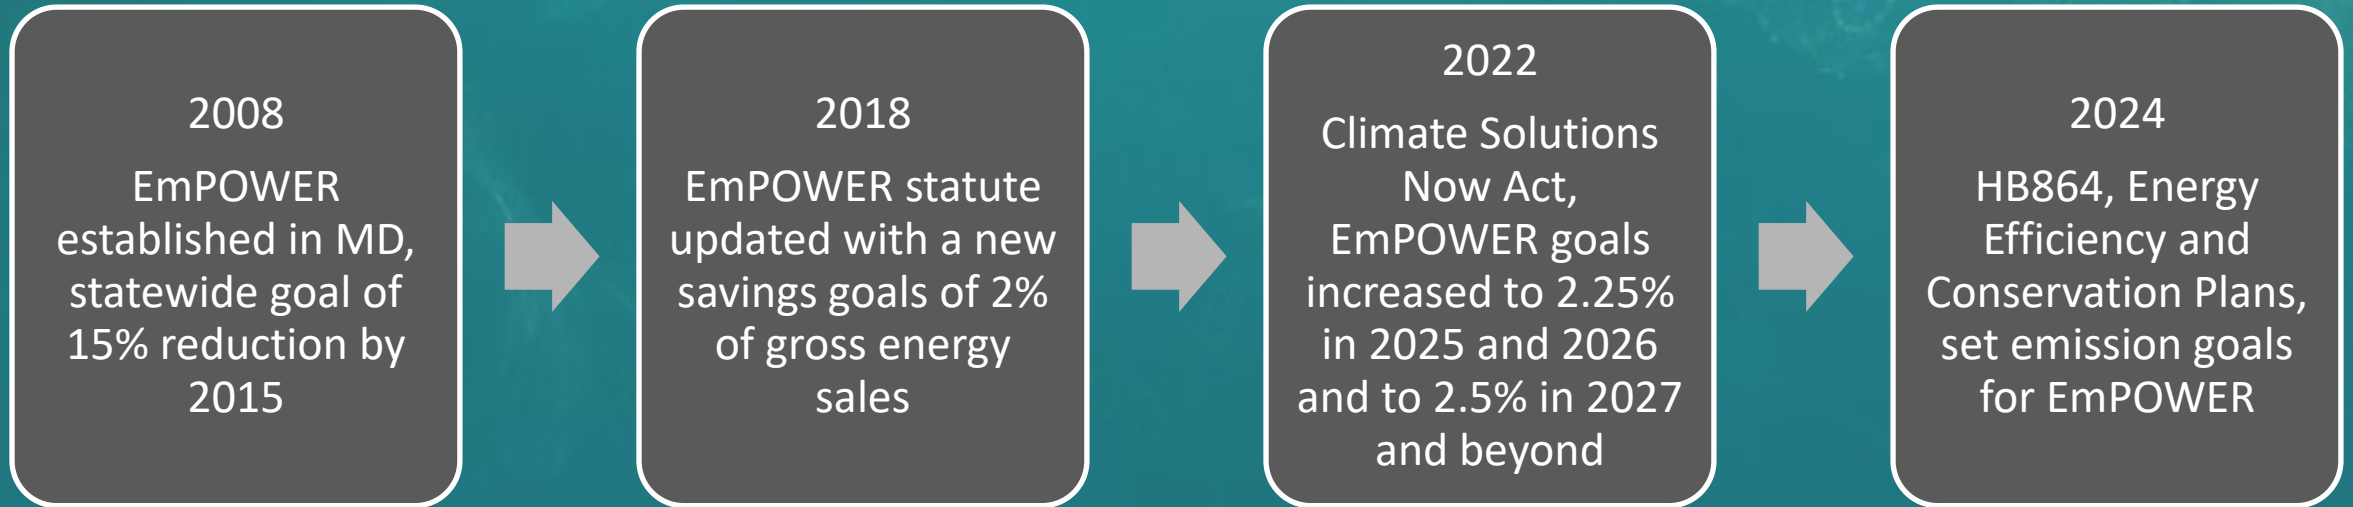 2008
EmPOWER
established in MD,
statewide goal of
15% reduction by
2015
2018
EmPOWER statute
updated with a new
savings goals of 2%
of gross energy
sales
2022
Climate Solutions
Now Act,
EmPOWER goals
increased to 2.25%
in 2025 and 2026
and to 2.5% in 2027
and beyond
2024
HB864, Energy
Efficiency and
Conservation Plans,
set emission goals
for EmPOWER